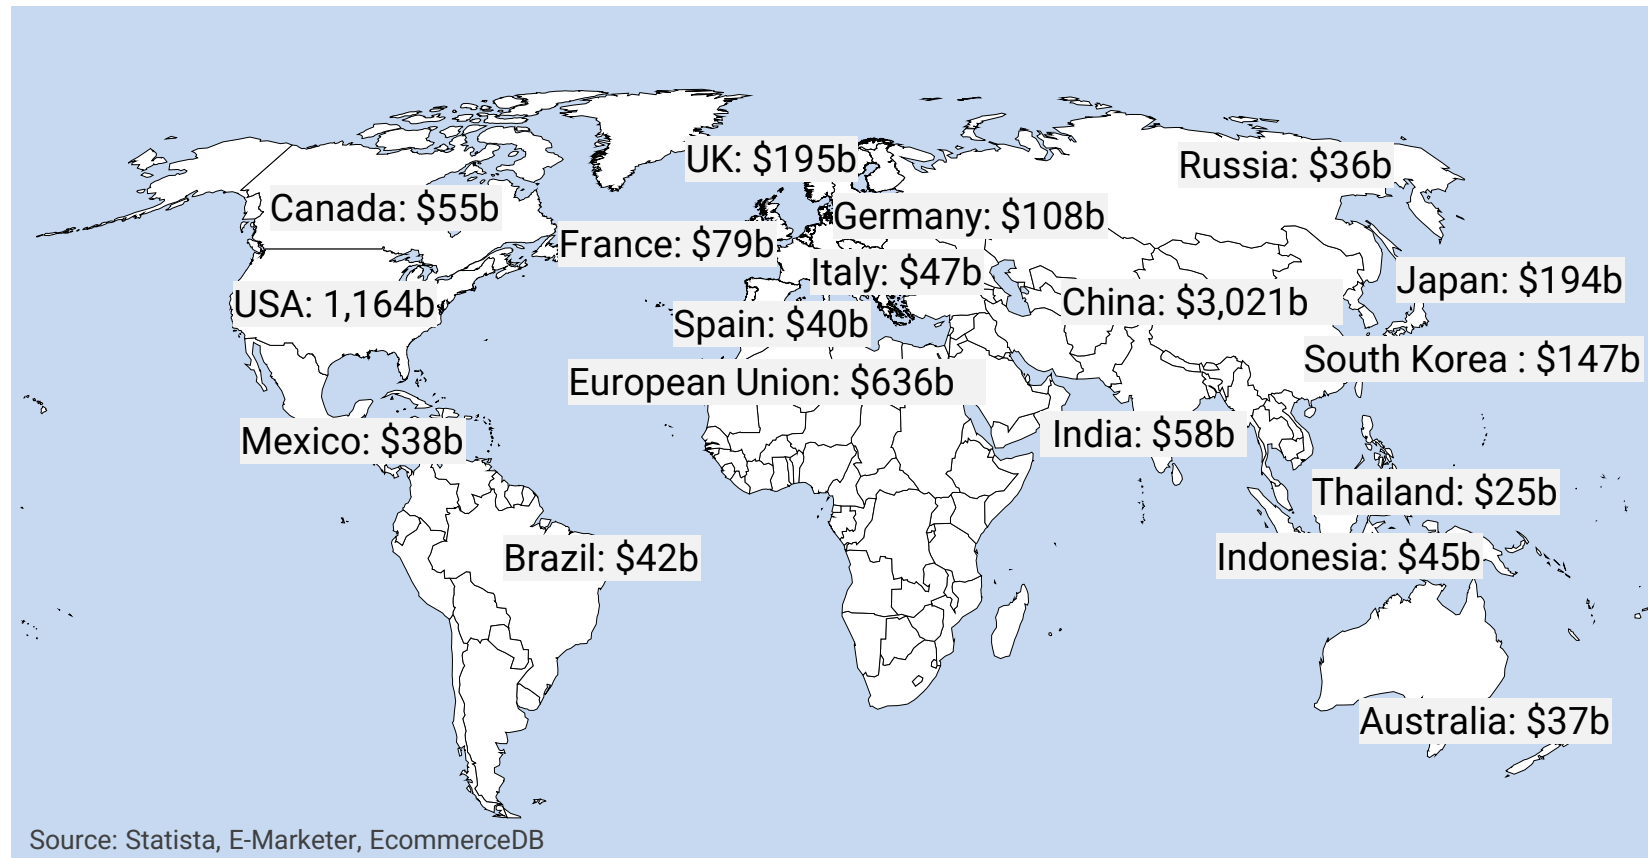 UK: $195b
Russia: $36b
Canada: $55b
Germany: $108b
France: $79b
Italy: $47b
Japan: $194b
USA: 1,164b
China: $3,021b
Spain: $40b
South Korea : $147b
European Union: $636b
Mexico: $38b
India: $58b
Thailand: $25b
Brazil: $42b
Indonesia: $45b
Australia: $37b
Source: Statista, E-Marketer, EcommerceDB